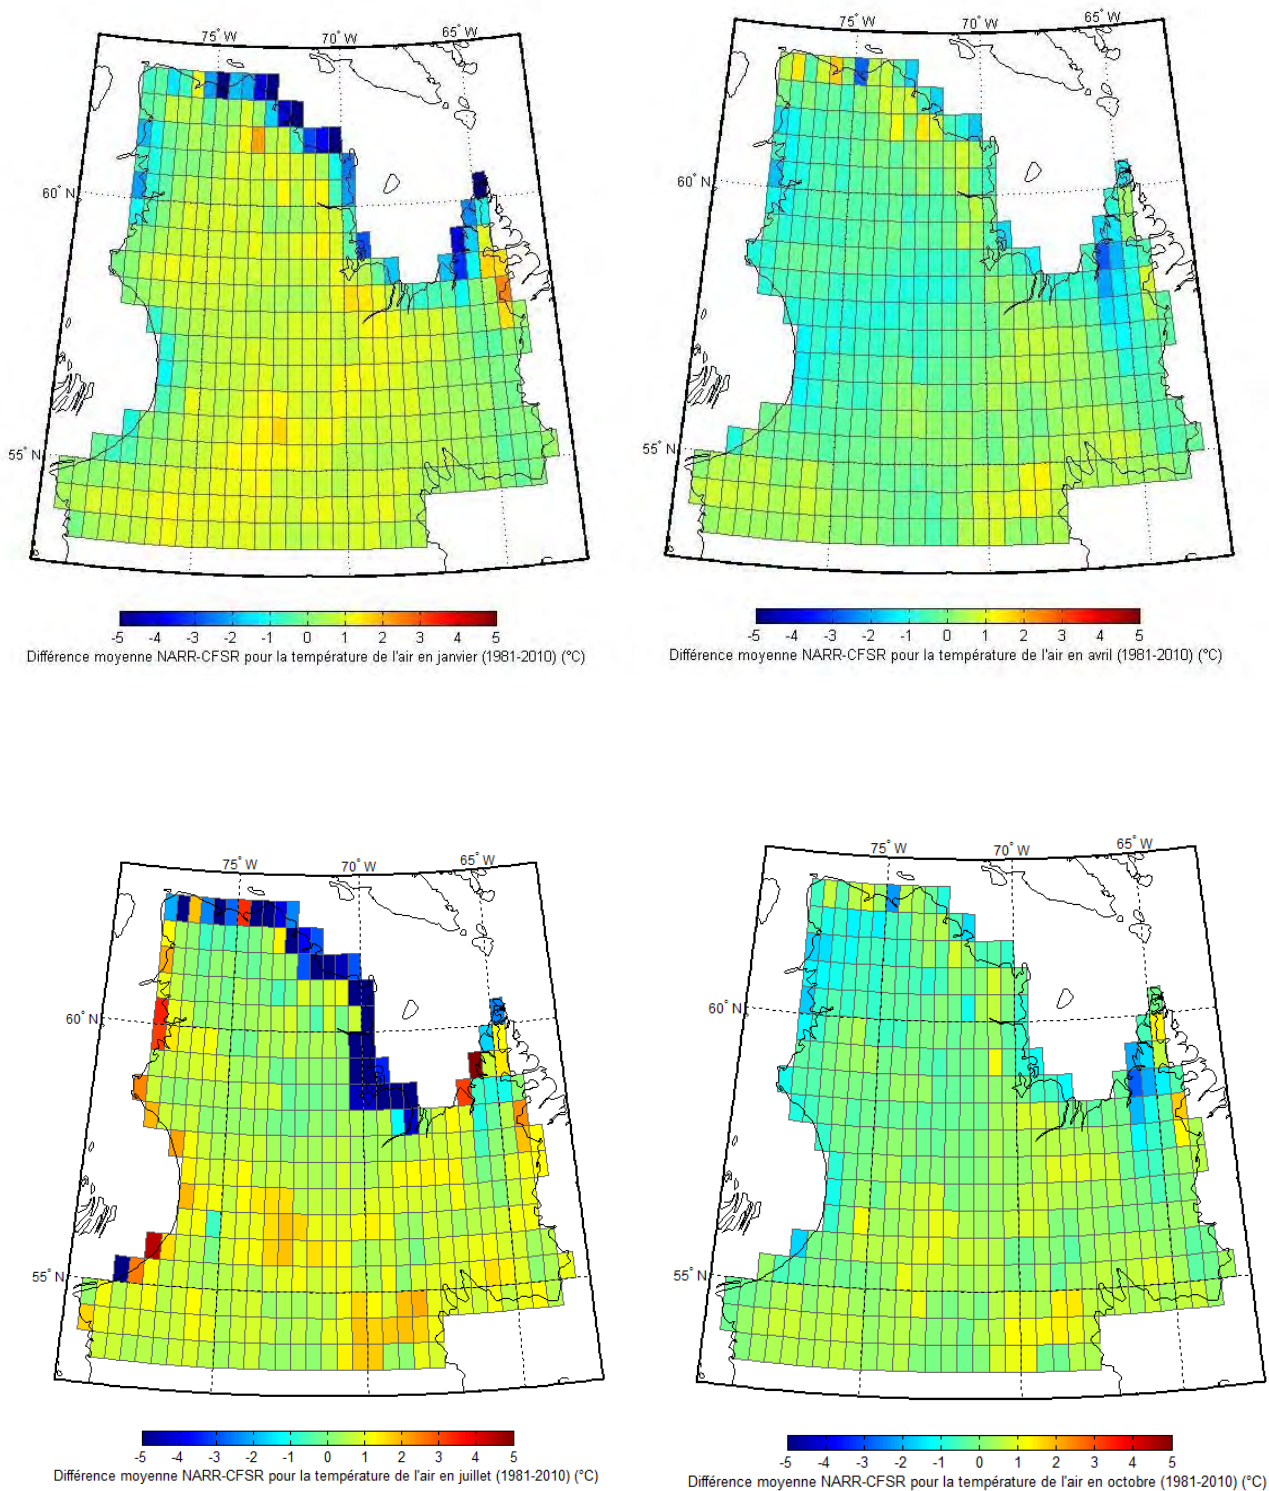 75° W 70° W 65° W
60° N
55° N
-5 -4 -3 -2 -1 0 1 2 3 4 5
Différence moyenne NARR-CFSR pour la température de l'air en janvier (1981-2010) (°C)
75° W 70° W 65° W
60° N
55° N
-5 -4 -3 -2 -1 0 1 2 3 4 5
Différence moyenne NARR-CFSR pour la température de l'air en avril (1981-2010) (°C)
75° W 70° W 65° W
60° N
55° N
-5 -4 -3 -2 -1 0 1 2 3 4 5
Différence moyenne NARR-CFSR pour la température de l'air en juillet (1981-2010) (°C)
75° W 70° W 65° W
60° N
55° N
-5 -4 -3 -2 -1 0 1 2 3 4 5
Différence moyenne NARR-CFSR pour la température de l'air en octobre (1981-2010) (°C)